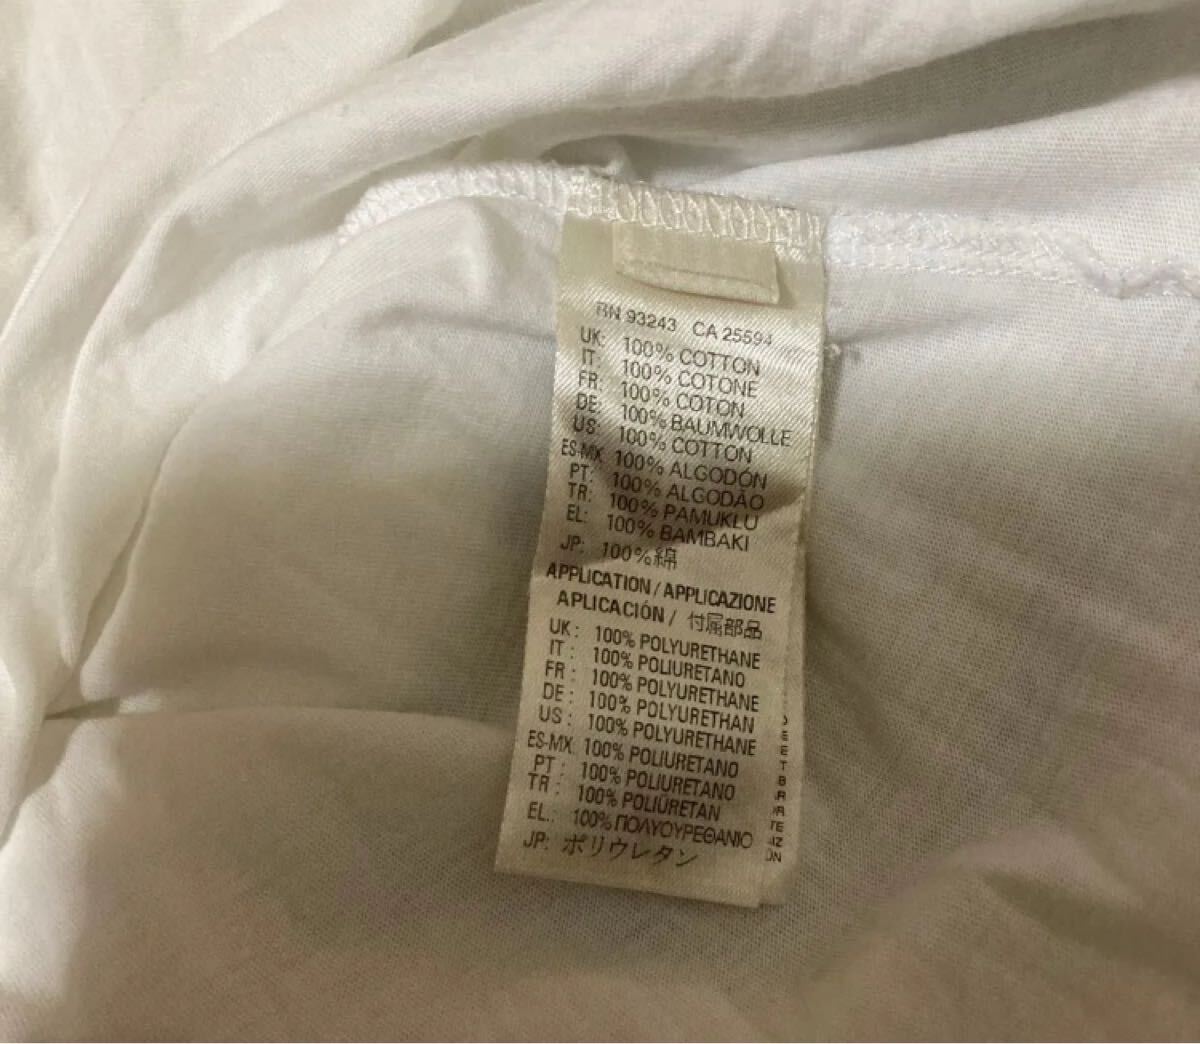 RN 93243 CA 25594
UK: 100% COTTON
IT: 100% COTONE
FR: 100% COTON
DE: 100% BAUMWOLLE
US: 100% COTTON
ES-MX 100% ALGODÓN
PT: 100% ALGODÃO
TR: 100% PAMUKLU
EL: 100% BAMBAKI
JP: 100%綿
APPLICATION / APPLICAZIONE
APLICACIÓN / 付属部品
UK: 100% POLYURETHANE
IT: 100% POLIURETANO
FR: 100% POLYURETHANE
DE: 100% POLYURETHAN
US: 100% POLYURETHANE
ES-MX: 100% POLIURETANO
PT: 100% POLIURETANO
TR: 100% POLIÜRETAN
EL.: 100% ΠΟΛΥΟΥΡΕΘΑΝΙΟ
JP: ポリウレタン